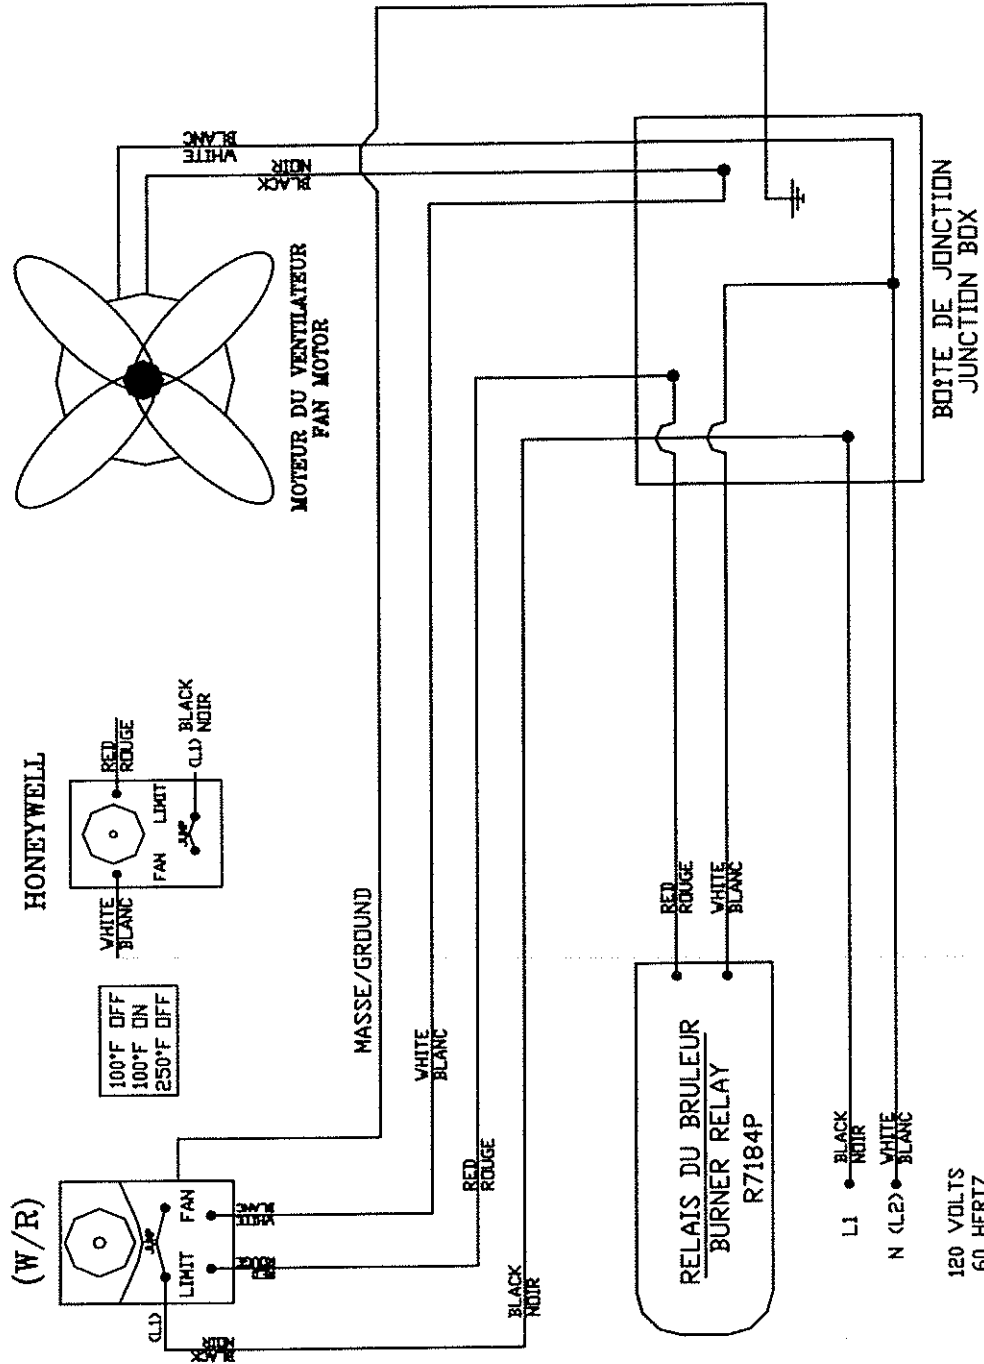 (W/R)
JUMP
LIMIT
FAN
(L1)
BLACK
NOIR
RED
ROUGE
WHITE
BLANC
100°F OFF
100°F ON
250°F OFF
HONEYWELL
WHITE
BLANC
RED
ROUGE
FAN
LIMIT
JUMP
(L1) BLACK
NOIR
MOTEUR DU VENTILATEUR
FAN MOTOR
WHITE
BLANC
BLACK
NOIR
MASSE/GROUND
WHITE
BLANC
RED
ROUGE
BLACK
NOIR
RELAIS DU BRULEUR
BURNER RELAY
R7184P
RED
ROUGE
WHITE
BLANC
BOITE DE JONCTION
JUNCTION BOX
L1
BLACK
NOIR
N (L2)
WHITE
BLANC
120 VOLTS
60 HERTZ